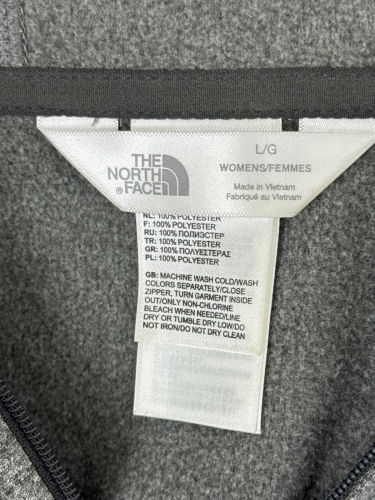 THE
NORTH
FACE
L/G
WOMENS/FEMMES
Made in Vietnam
Fabriqué au Vietnam
NL: 100% POLYESTER
F: 100% POLYESTER
RU: 100% ПОЛИЭСТЕР
TR: 100% POLYESTER
GR: 100% ΠΟΛΥΕΣΤΕΡΑΣ
PL: 100% POLYESTER
GB: MACHINE WASH COLD/WASH
COLORS SEPARATELY/CLOSE
ZIPPER, TURN GARMENT INSIDE
OUT/ONLY NON-CHLORINE
BLEACH WHEN NEEDED/LINE
DRY OR TUMBLE DRY LOW/DO
NOT IRON/DO NOT DRY CLEAN